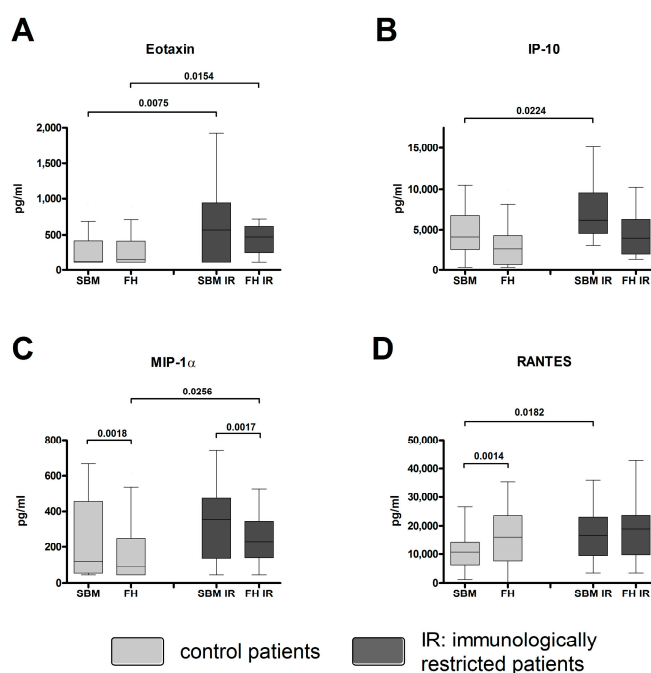 A
Eotaxin
0.0154
0.0075
2,000
1,500
1,000
500
0
pg/ml
SBM FH SBM IR FH IR
B
IP-10
0.0224
15,000
10,000
5,000
0
pg/ml
SBM FH SBM IR FH IR
C
MIP-1α
0.0256
0.0018 0.0017
800
600
400
200
0
pg/ml
SBM FH SBM IR FH IR
D
RANTES
0.0182
0.0014
50,000
40,000
30,000
20,000
10,000
0
pg/ml
SBM FH SBM IR FH IR
control patients
IR: immunologically
restricted patients